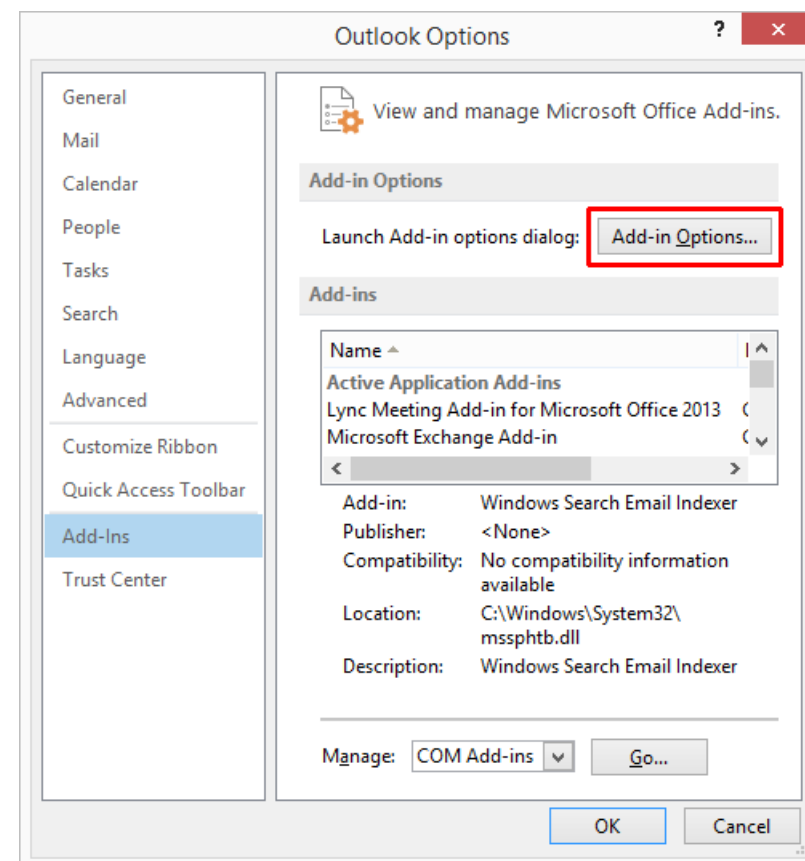 Outlook Options
?
General
Mail
Calendar
People
Tasks
Search
Language
Advanced
Customize Ribbon
Quick Access Toolbar
Add-Ins
Trust Center
View and manage Microsoft Office Add-ins.
Add-in Options
Launch Add-in options dialog: Add-in Options...
Add-ins
Name
Active Application Add-ins
Lync Meeting Add-in for Microsoft Office 2013
Microsoft Exchange Add-in
Add-in: Windows Search Email Indexer
Publisher: <None>
Compatibility: No compatibility information
available
Location: C:\Windows\System32\
mssphtb.dll
Description: Windows Search Email Indexer
Manage: COM Add-ins Go...
OK Cancel